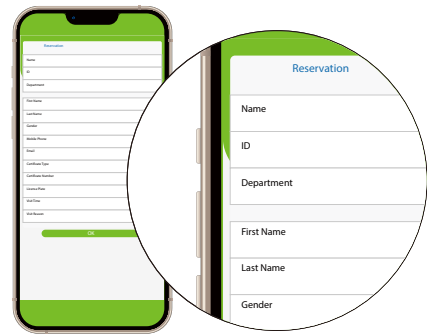 Reservation
Name
ID
Department
First Name
Last Name
Gender
Mobile Phone
Email
Certificate Type
Certificate Number
License Plate
Visit Time
Visit Reason
OK
Reservation
Name
ID
Department
First Name
Last Name
Gender